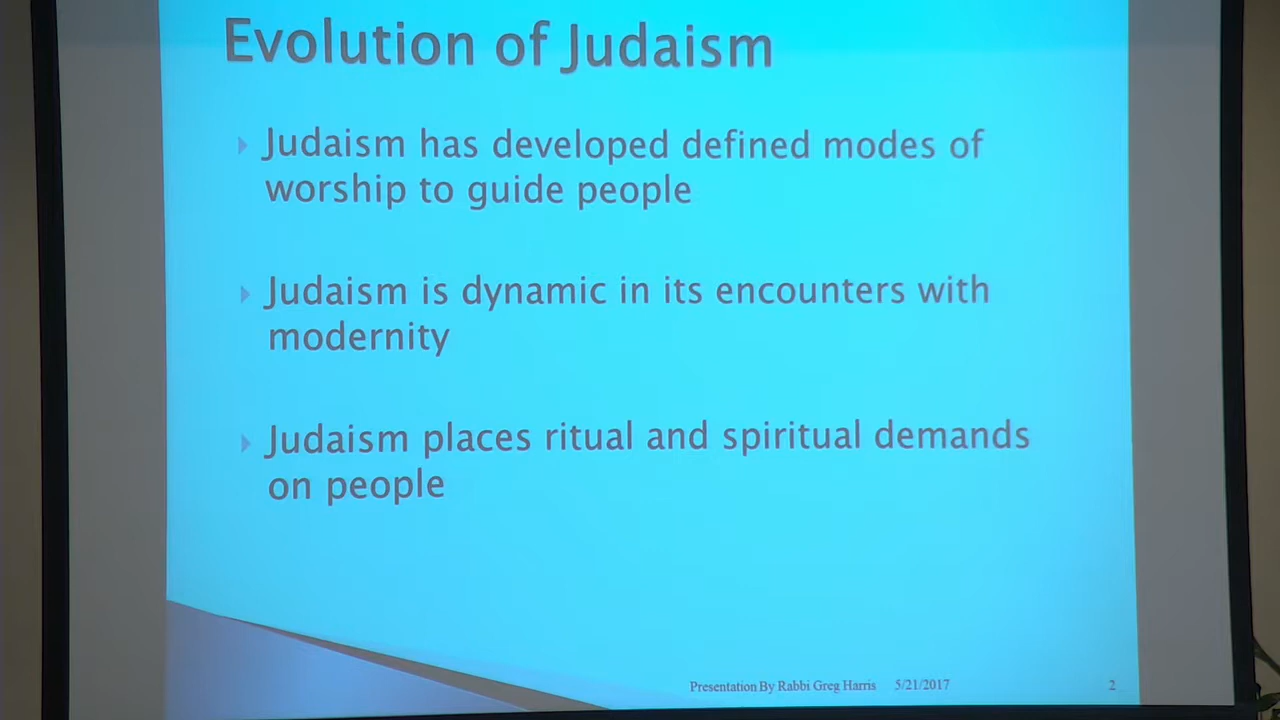 Evolution of Judaism
Judaism has developed defined modes of
worship to guide people
Judaism is dynamic in its encounters with
modernity
Judaism places ritual and spiritual demands
on people
Presentation By Rabbi Greg Harris 5/21/2017 2